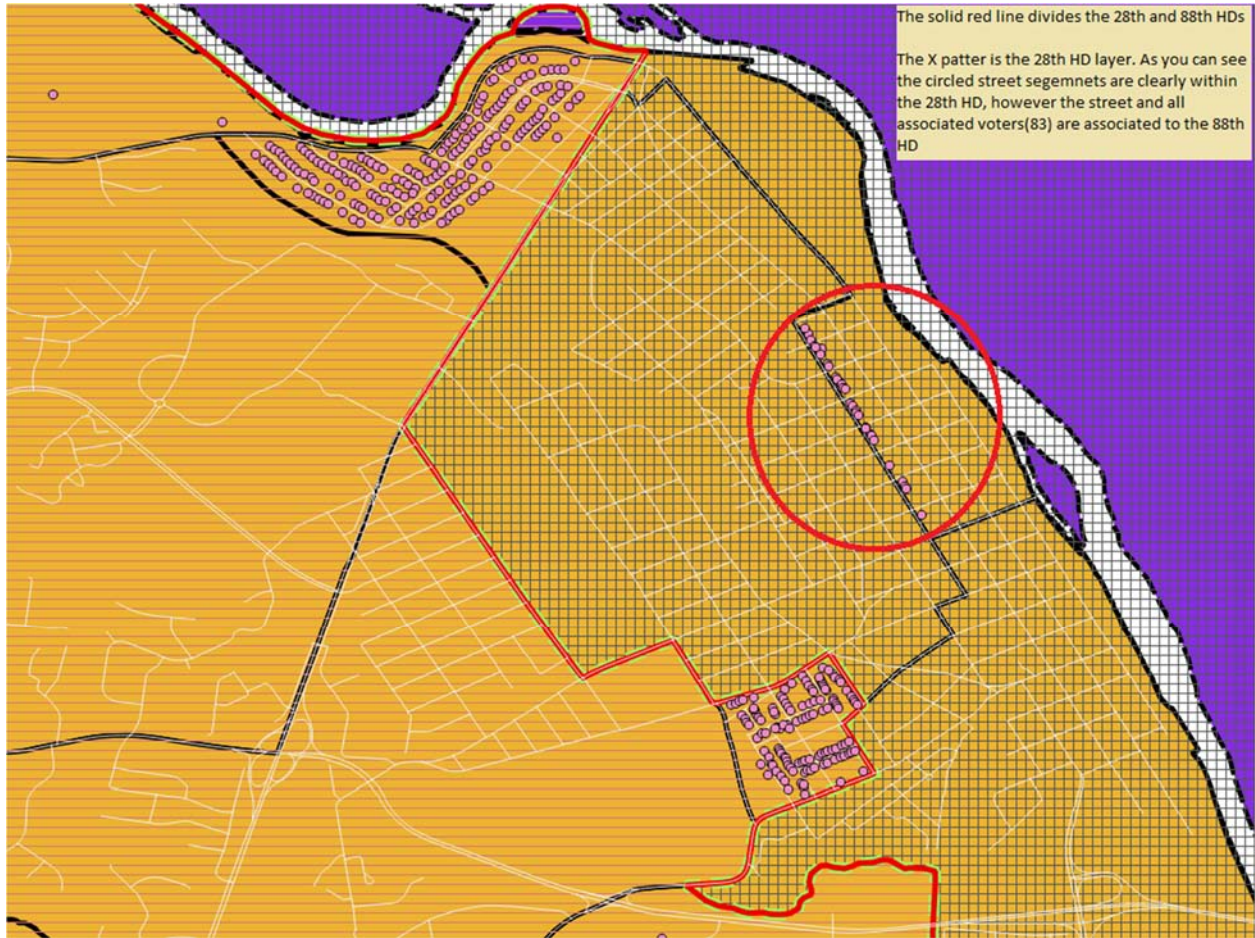 The solid red line divides the 28th and 88th HDs
The X patter is the 28th HD layer. As you can see
the circled street segemnets are clearly within
the 28th HD, however the street and all
associated voters(83) are associated to the 88th
HD